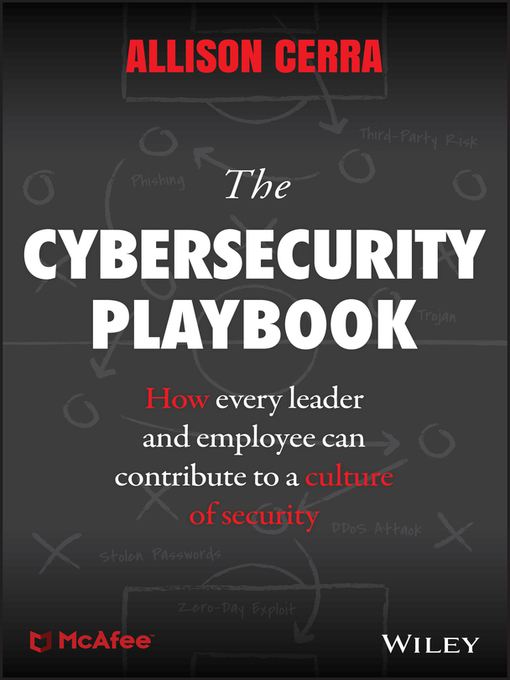 ALLISON CERRA
Third-Party Risk
Phishing
The
CYBERSECURITY
PLAYBOOK
Trojan
How every leader
and employee can
contribute to a culture
of security
DDoS Attack
Stolen Passwords
Zero-Day Exploit
McAfee™
WILEY